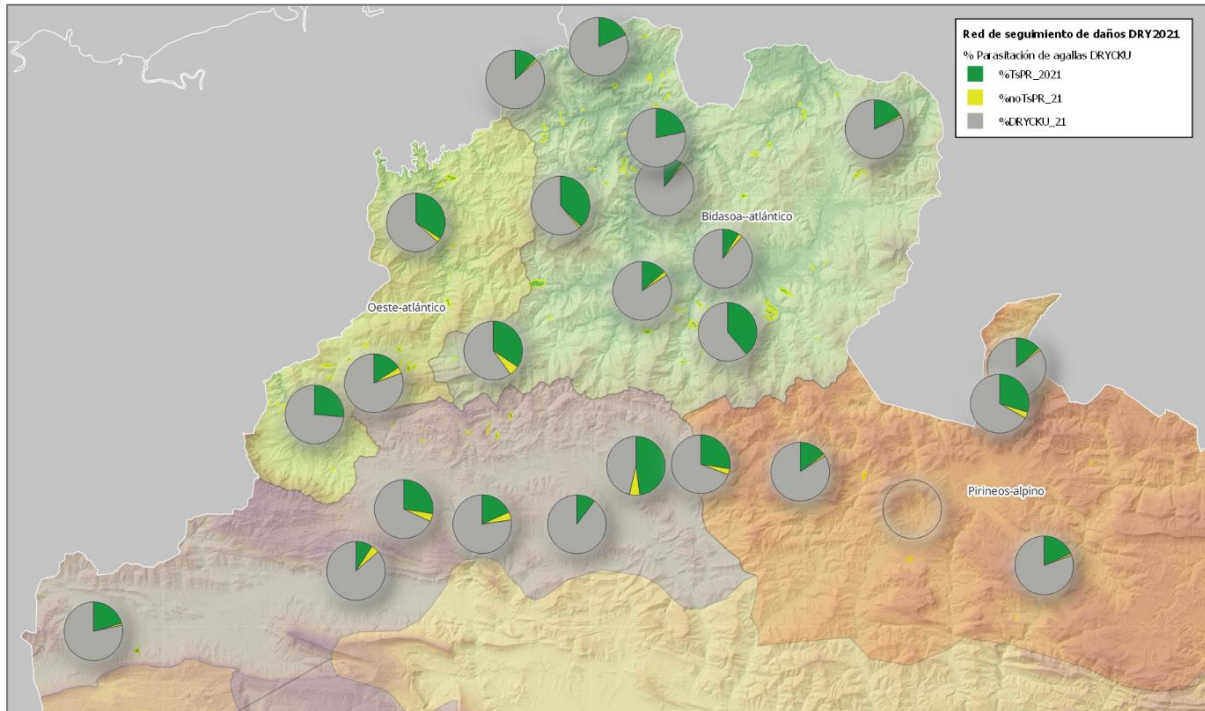 Red de seguimiento de daños DRY2021
% Parasitación de agallas DRYCKU
%TsPR_2021
%noTsPR_21
%DRYCKU_21
Bidasoa--atlántico
Oeste-atlántico
Pirineos-alpino